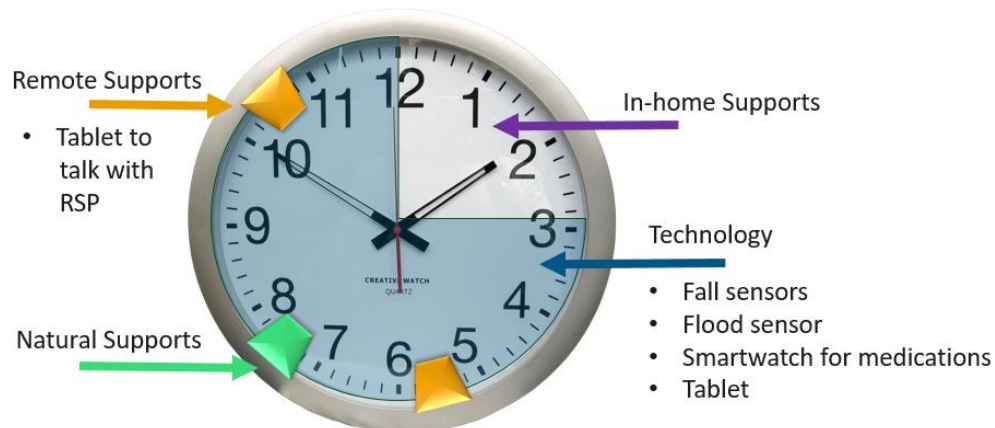 Remote Supports
• Tablet to
talk with
RSP
Natural Supports
12
1
2
3
4
5
6
7
8
9
10
11
CREATIVE WATCH
QUARTZ
In-home Supports
Technology
• Fall sensors
• Flood sensor
• Smartwatch for medications
• Tablet